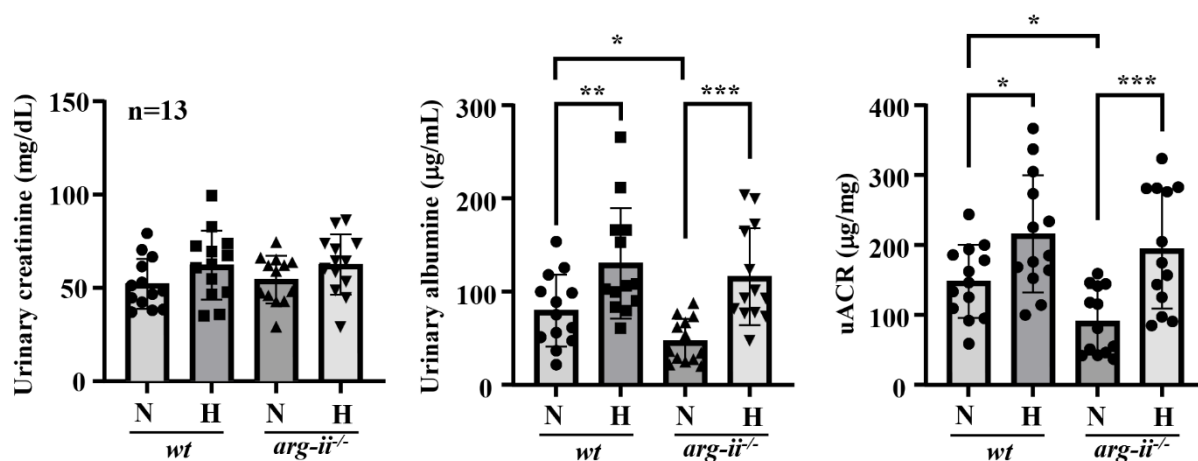 Urinary creatinine (mg/dL)
150
100
50
0
n=13
N H N H
wt arg-ii-/-
Urinary albumine (µg/mL)
300
200
100
0
*
** ***
N H N H
wt arg-ii-/-
uACR (µg/mg)
400
300
200
100
0
*
* ***
N H N H
wt arg-ii-/-